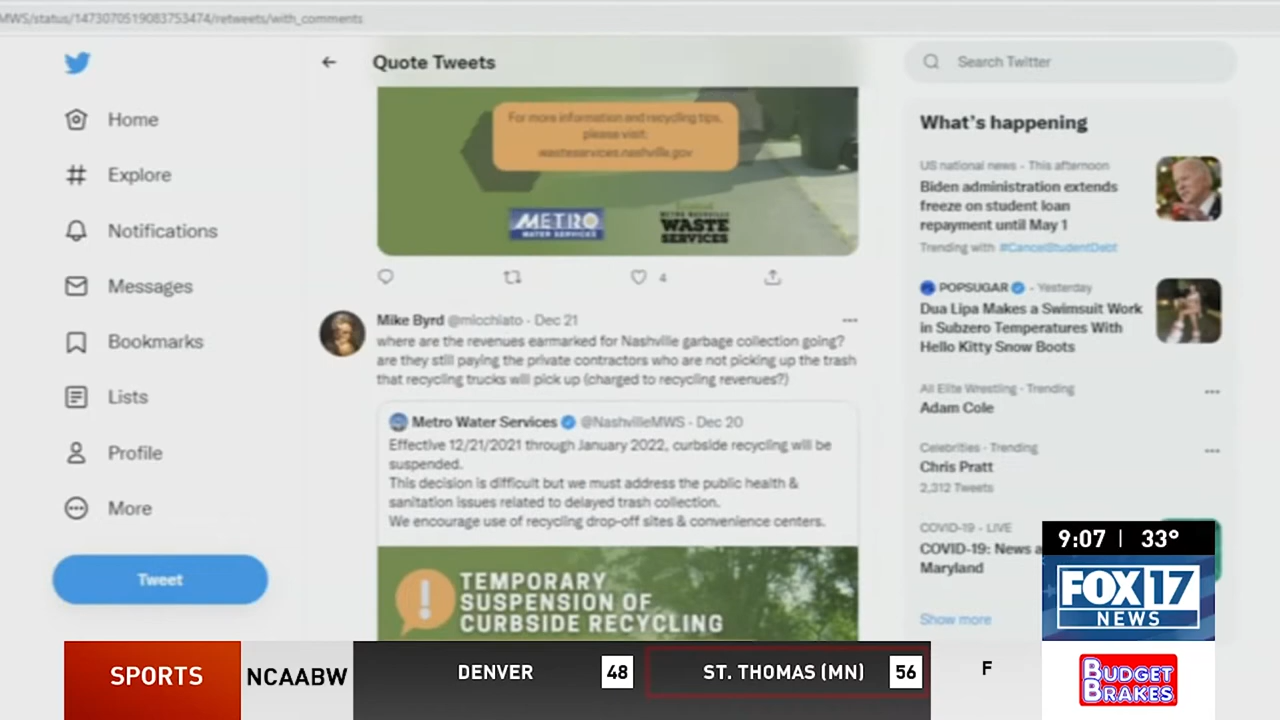 MWS/status/1473070519083753474/retweets/with_comments
Quote Tweets
Search Twitter
Home
Explore
Notifications
Messages
Bookmarks
Lists
Profile
More
Tweet
For more information and recycling tips,
please visit:
wasteservices.nashville.gov
METRO
WATER SERVICES
METRO NASHVILLE
WASTE
SERVICES
4
Mike Byrd @miochiato · Dec 21
where are the revenues earmarked for Nashville garbage collection going?
are they still paying the private contractors who are not picking up the trash
that recycling trucks will pick up (charged to recycling revenues?)
Metro Water Services @NashvilleMWS · Dec 20
Effective 12/21/2021 through January 2022, curbside recycling will be
suspended.
This decision is difficult but we must address the public health &
sanitation issues related to delayed trash collection.
We encourage use of recycling drop-off sites & convenience centers.
TEMPORARY
SUSPENSION OF
CURBSIDE RECYCLING
What's happening
US national news · This afternoon
Biden administration extends
freeze on student loan
repayment until May 1
Trending with #CancelStudentDebt
POPSUGAR · Yesterday
Dua Lipa Makes a Swimsuit Work
in Subzero Temperatures With
Hello Kitty Snow Boots
All Elite Wrestling · Trending
Adam Cole
Celebrities · Trending
Chris Pratt
2,312 Tweets
COVID-19 · LIVE
COVID-19: News a
Maryland
Show more
9:07 | 33°
FOX 17
NEWS
SPORTS
NCAABW
DENVER 48 ST. THOMAS (MN) 56 F
BUDGET
BRAKES